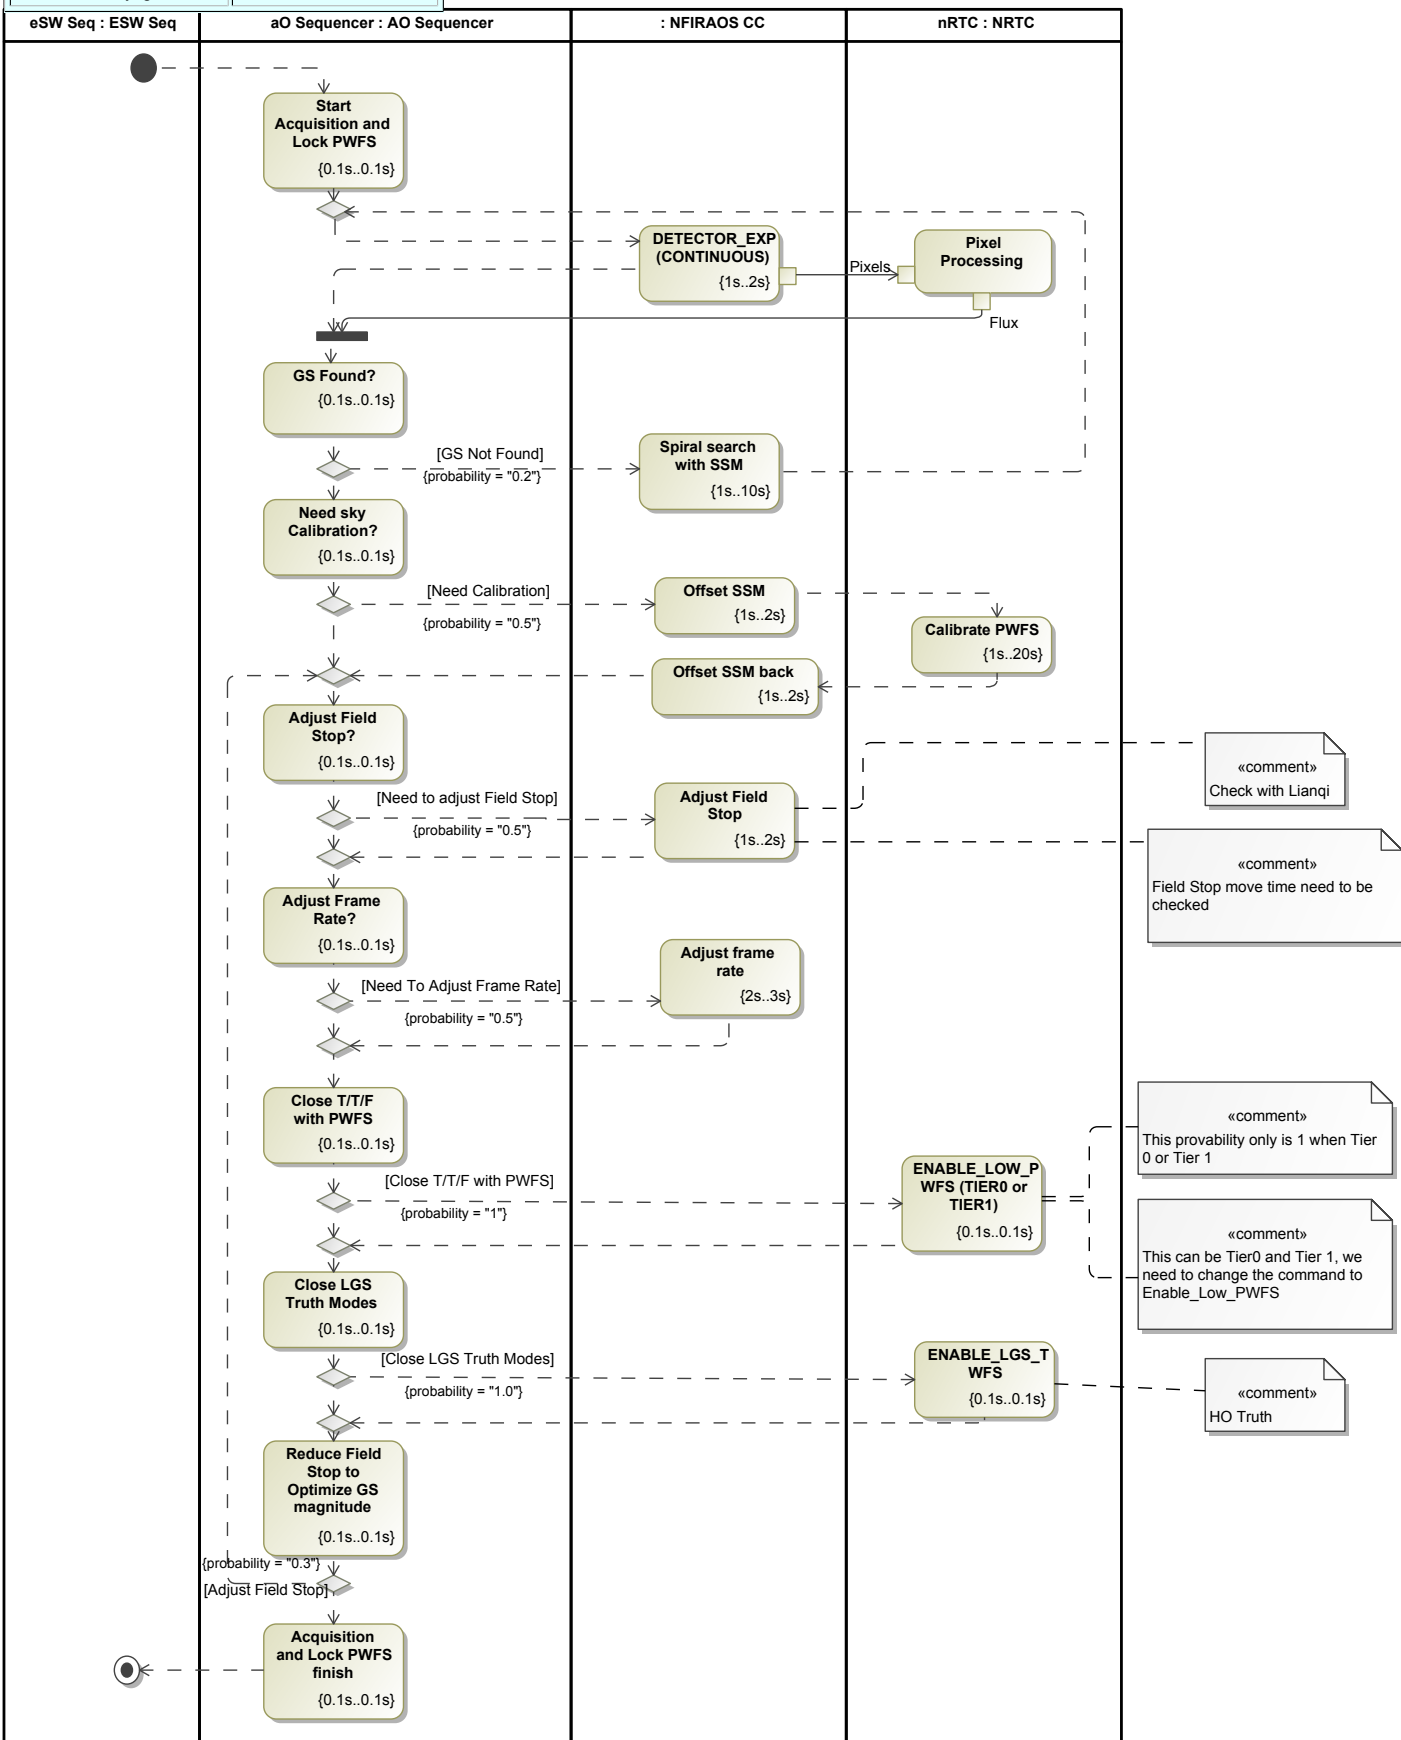 eSW Seq : ESW Seq
aO Sequencer : AO Sequencer
: NFIRAOS CC
nRTC : NRTC
Start
Acquisition and
Lock PWFS
{0.1s..0.1s}
DETECTOR_EXP
(CONTINUOUS)
{1s..2s}
Pixels
Pixel
Processing
Flux
GS Found?
{0.1s..0.1s}
[GS Not Found]
{probability = "0.2"}
Spiral search
with SSM
{1s..10s}
Need sky
Calibration?
{0.1s..0.1s}
[Need Calibration]
{probability = "0.5"}
Offset SSM
{1s..2s}
Calibrate PWFS
{1s..20s}
Offset SSM back
{1s..2s}
Adjust Field
Stop?
{0.1s..0.1s}
[Need to adjust Field Stop]
{probability = "0.5"}
Adjust Field
Stop
{1s..2s}
«comment»
Check with Lianqi
«comment»
Field Stop move time need to be
checked
Adjust Frame
Rate?
{0.1s..0.1s}
[Need To Adjust Frame Rate]
{probability = "0.5"}
Adjust frame
rate
{2s..3s}
Close T/T/F
with PWFS
{0.1s..0.1s}
[Close T/T/F with PWFS]
{probability = "1"}
ENABLE_LOW_P
WFS (TIER0 or
TIER1)
{0.1s..0.1s}
«comment»
This provability only is 1 when Tier
0 or Tier 1
«comment»
This can be Tier0 and Tier 1, we
need to change the command to
Enable_Low_PWFS
Close LGS
Truth Modes
{0.1s..0.1s}
[Close LGS Truth Modes]
{probability = "1.0"}
ENABLE_LGS_T
WFS
{0.1s..0.1s}
«comment»
HO Truth
Reduce Field
Stop to
Optimize GS
magnitude
{0.1s..0.1s}
{probability = "0.3"}
[Adjust Field Stop]
Acquisition
and Lock PWFS
finish
{0.1s..0.1s}